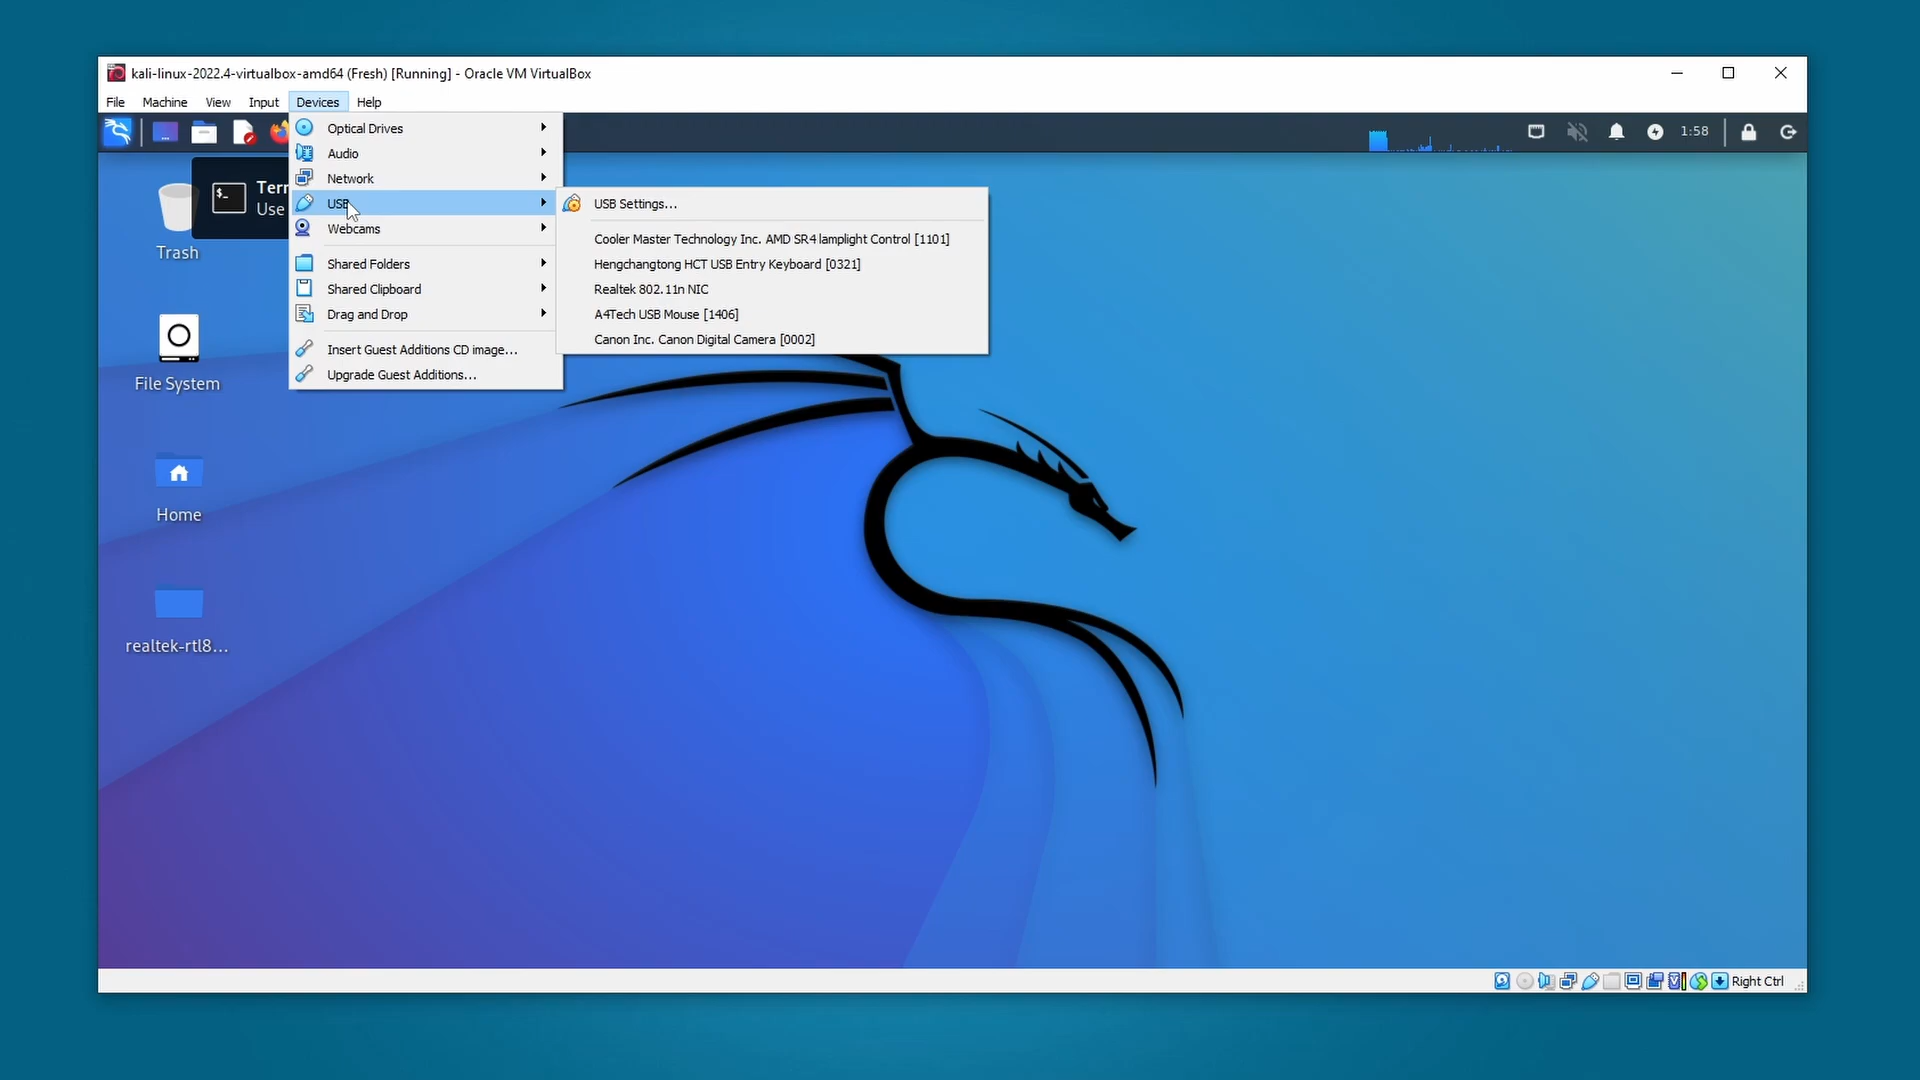 kali-linux-2022.4-virtualbox-amd64 (Fresh) [Running] - Oracle VM VirtualBox
File Machine View Input Devices Help
1:58
Optical Drives
Audio
Network
USB
Webcams
Shared Folders
Shared Clipboard
Drag and Drop
Insert Guest Additions CD image...
Upgrade Guest Additions...
USB Settings...
Cooler Master Technology Inc. AMD SR4 lamplight Control [1101]
Hengchangtong HCT USB Entry Keyboard [0321]
Realtek 802.11n NIC
A4Tech USB Mouse [1406]
Canon Inc. Canon Digital Camera [0002]
$_
Use
Trash
File System
Home
realtek-rtl8...
Right Ctrl